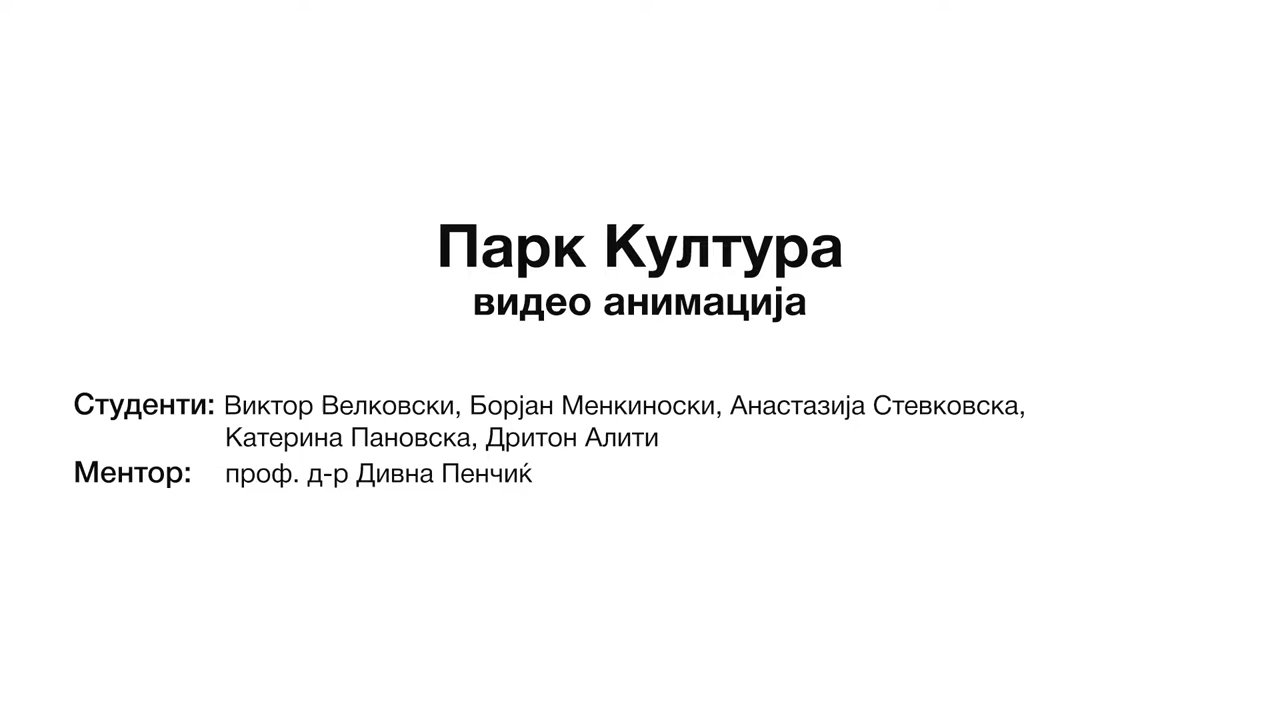 Парк Култура
видео анимација
Студенти: Виктор Велковски, Борјан Менкиноски, Анастазија Стевковска,
Катерина Пановска, Дритон Алити
Ментор: проф. д-р Дивна Пенчиќ